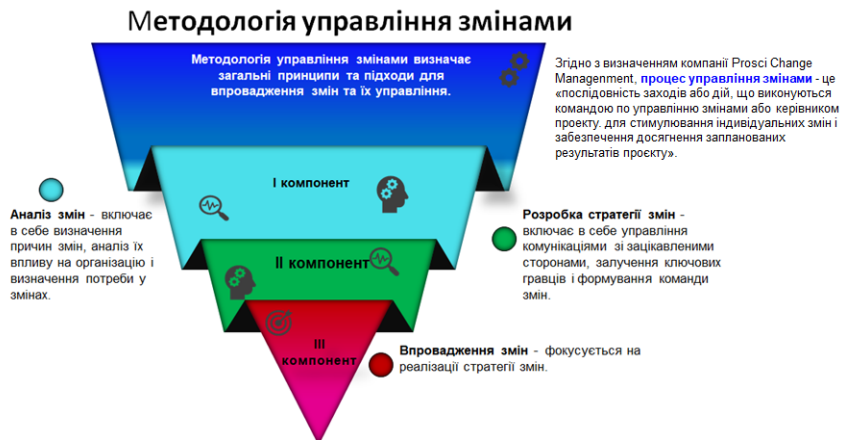 Методологія управління змінами
Методологія управління змінами визначає
загальні принципи та підходи для
впровадження змін та їх управління.
Згідно з визначенням компанії Prosci Change
Managenment, процес управління змінами - це
«послідовність заходів або дій, що виконуються
командою по управлінню змінами або керівником
проекту. для стимулювання індивідуальних змін і
забезпечення досягнення запланованих
результатів проєкту».
І компонент
Аналіз змін - включає
в себе визначення
причин змін, аналіз їх
впливу на організацію і
визначення потреби у
змінах.
ІІ компонент
Розробка стратегії змін -
включає в себе управління
комунікаціями зі зацікавленими
сторонами, залучення ключових
гравців і формування команди
змін.
ІІІ
компонент
Впровадження змін - фокусується на
реалізації стратегії змін.